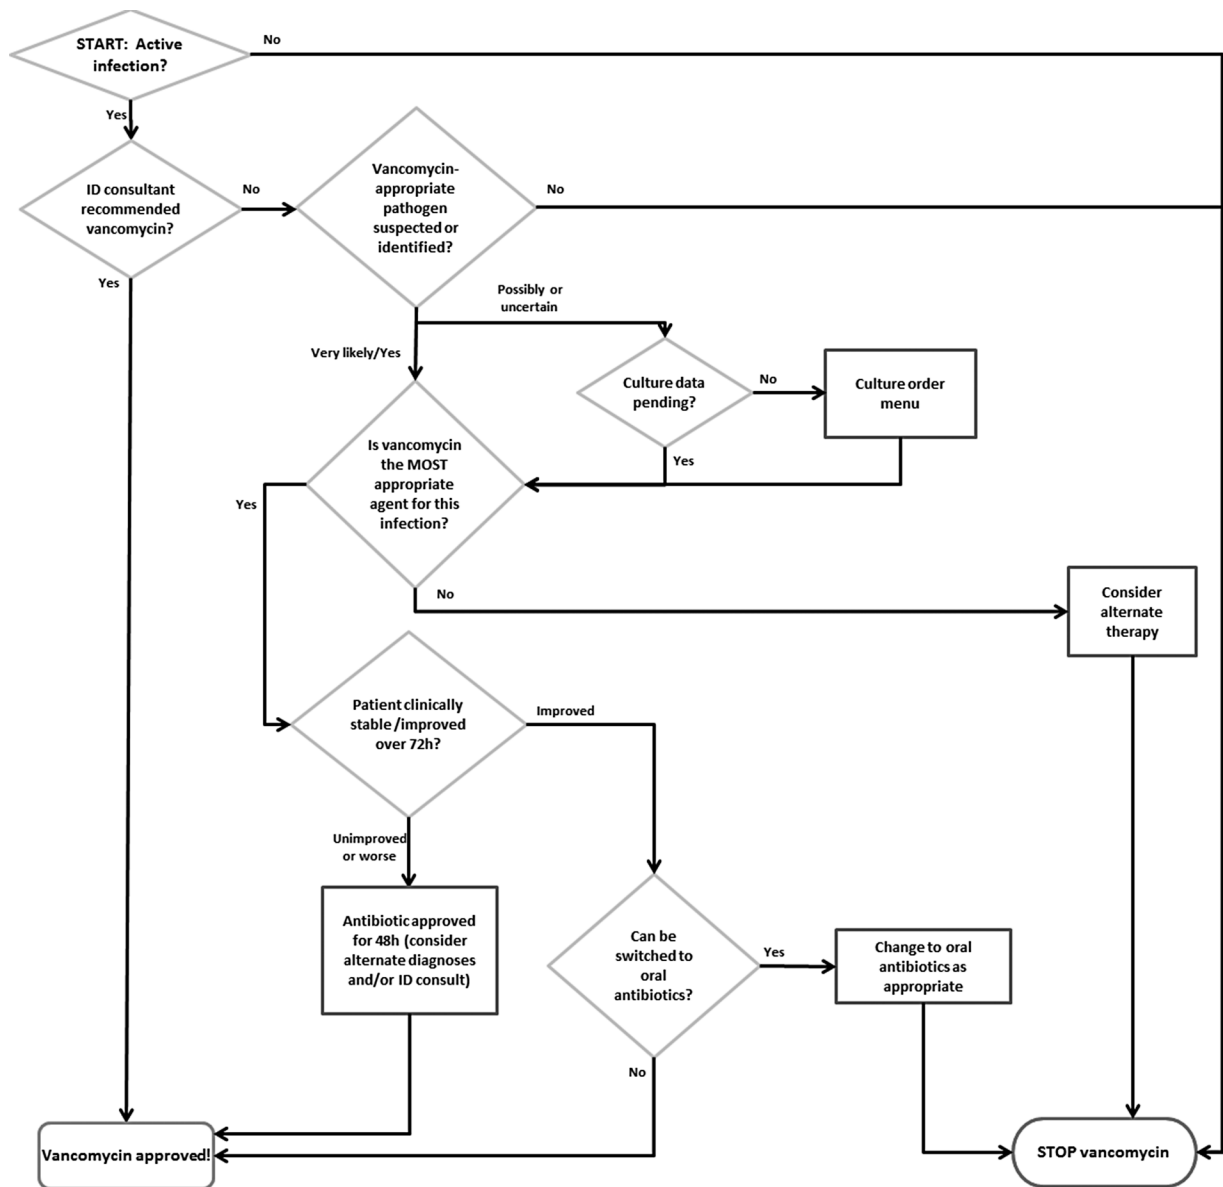 START: Active
infection?
No
Yes
ID consultant
recommended
vancomycin?
No
Yes
Vancomycin-
appropriate
pathogen
suspected or
identified?
No
Possibly or
uncertain
Very likely/Yes
Culture data
pending?
No
Culture order
menu
Yes
Is vancomycin
the MOST
appropriate
agent for this
infection?
Yes
No
Consider
alternate
therapy
Patient clinically
stable/improved
over 72h?
Improved
Unimproved
or worse
Antibiotic approved
for 48h (consider
alternate diagnoses
and/or ID consult)
Can be
switched to
oral
antibiotics?
Yes
Change to oral
antibiotics as
appropriate
No
Vancomycin approved!
STOP vancomycin